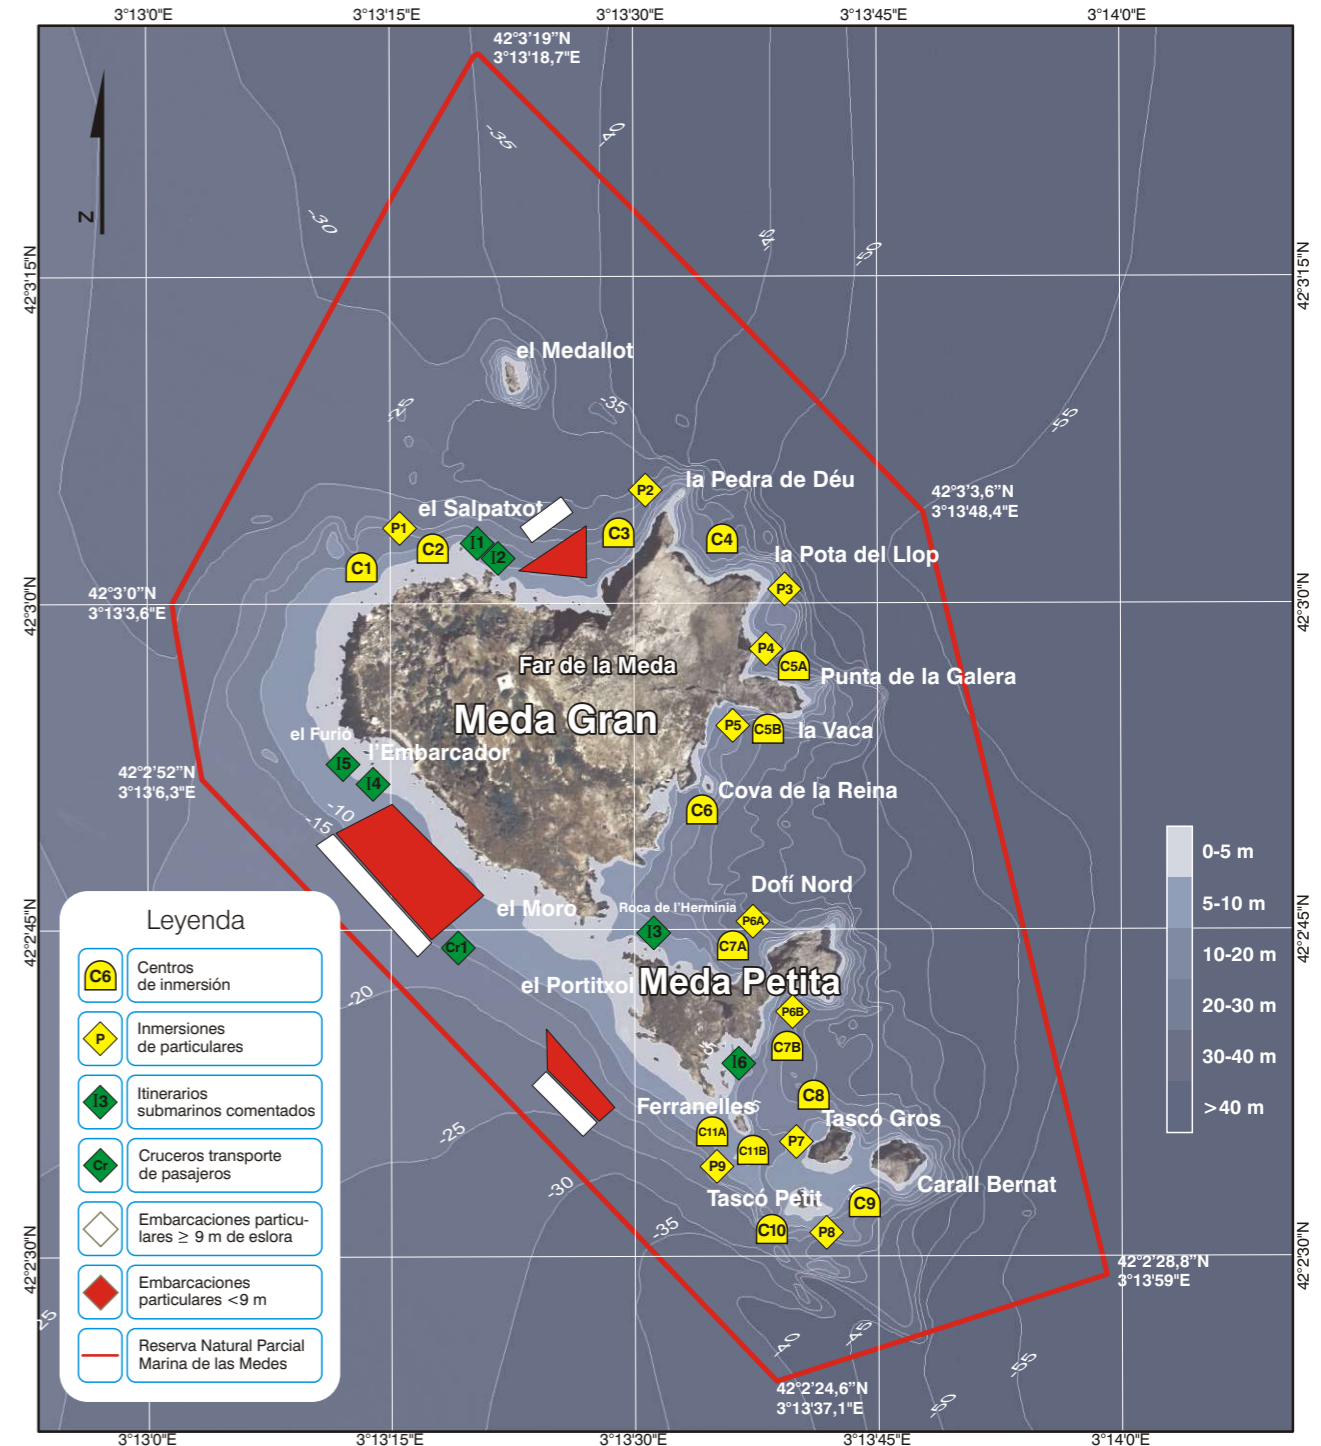 3°13'0"E
3°13'15"E
3°13'30"E
3°13'45"E
3°14'0"E
42°3'19”N
3°13'18,7"E
N
-35
-40
-30
-45
-50
42°3'15"N
42°3'15"N
el Medallot
-25
-35
-55
la Pedra de Déu
P2
42°3'3,6”N
3°13'48,4"E
el Salpatxot
P1
C1
C2
I1
I2
C3
C4
la Pota del Llop
P3
42°3'0”N
3°13'3,6"E
42°3'0"N
42°3'0"N
P4
C5A
Far de la Meda
Punta de la Galera
Meda Gran
P5
C5B
la Vaca
el Furió
l'Embarcador
I5
I4
42°2'52”N
3°13'6,3"E
Cova de la Reina
C6
-10
-15
0-5 m
5-10 m
10-20 m
20-30 m
30-40 m
>40 m
Dofí Nord
el Moro
Roca de l'Herminia
P6A
I3
C7A
Cr1
42°2'45"N
42°2'45"N
el Portitxol
Meda Petita
-20
P6B
C7B
-5
I6
C8
Ferranelles
5
Tascó Gros
C11A
C11B
P7
P9
-25
Carall Bernat
Tascó Petit
5
C9
-30
C10
P8
-35
42°2'30"N
42°2'30"N
42°2'28,8”N
3°13'59”E
-40
-45
-55
-50
42°2'24,6”N
3°13'37,1"E
25
Leyenda
C6
Centros
de inmersión
P
Inmersiones
de particulares
I3
Itinerarios
submarinos comentados
Cr
Cruceros transporte
de pasajeros
Embarcaciones particu-
lares ≥ 9 m de eslora
Embarcaciones
particulares <9 m
Reserva Natural Parcial
Marina de las Medes
3°13'0"E
3°13'15"E
3°13'30"E
3°13'45"E
3°14'0"E